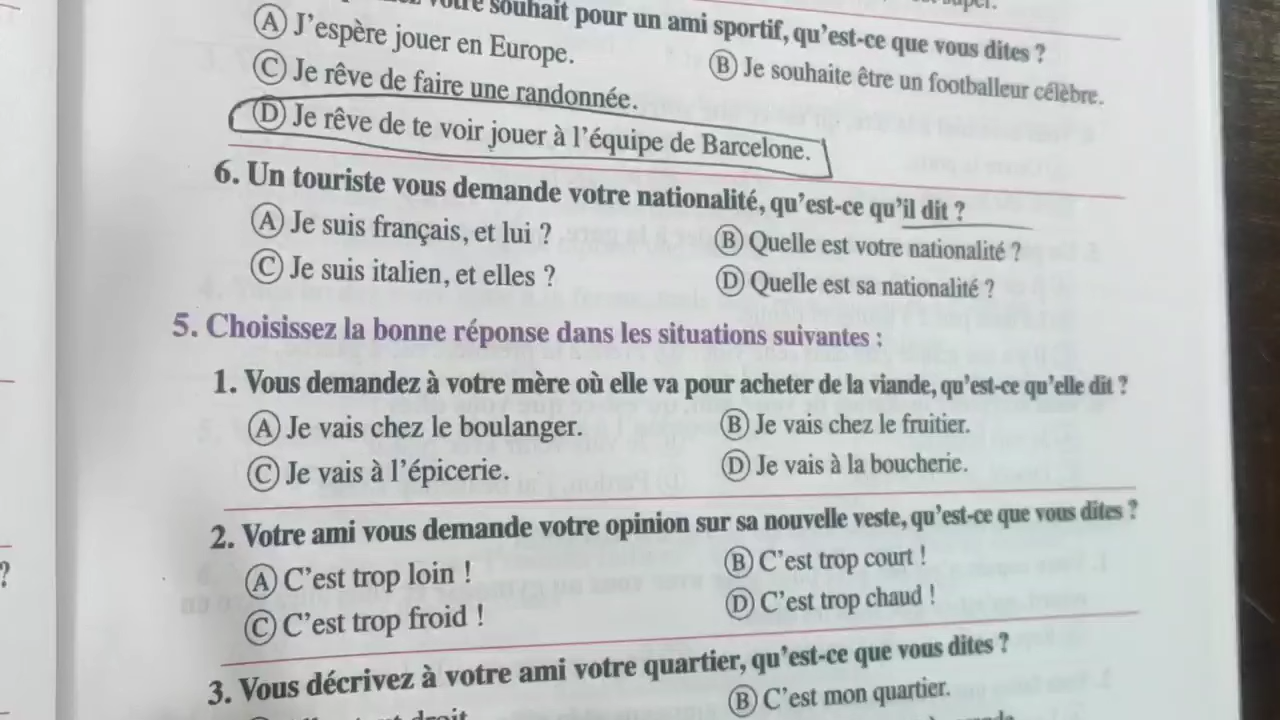 votre souhait pour un ami sportif, qu'est-ce que vous dites ?
Ⓐ J'espère jouer en Europe.
Ⓑ Je souhaite être un footballeur célèbre.
Ⓒ Je rêve de faire une randonnée.
Ⓓ Je rêve de te voir jouer à l'équipe de Barcelone.
6. Un touriste vous demande votre nationalité, qu'est-ce qu'il dit ?
Ⓐ Je suis français, et lui ?
Ⓑ Quelle est votre nationalité ?
Ⓒ Je suis italien, et elles ?
Ⓓ Quelle est sa nationalité ?
5. Choisissez la bonne réponse dans les situations suivantes :
1. Vous demandez à votre mère où elle va pour acheter de la viande, qu'est-ce qu'elle dit ?
Ⓐ Je vais chez le boulanger.
Ⓑ Je vais chez le fruitier.
Ⓒ Je vais à l'épicerie.
Ⓓ Je vais à la boucherie.
2. Votre ami vous demande votre opinion sur sa nouvelle veste, qu'est-ce que vous dites ?
Ⓐ C'est trop loin !
Ⓑ C'est trop court !
Ⓒ C'est trop froid !
Ⓓ C'est trop chaud !
3. Vous décrivez à votre ami votre quartier, qu'est-ce que vous dites ?
Ⓑ C'est mon quartier.
droit
?